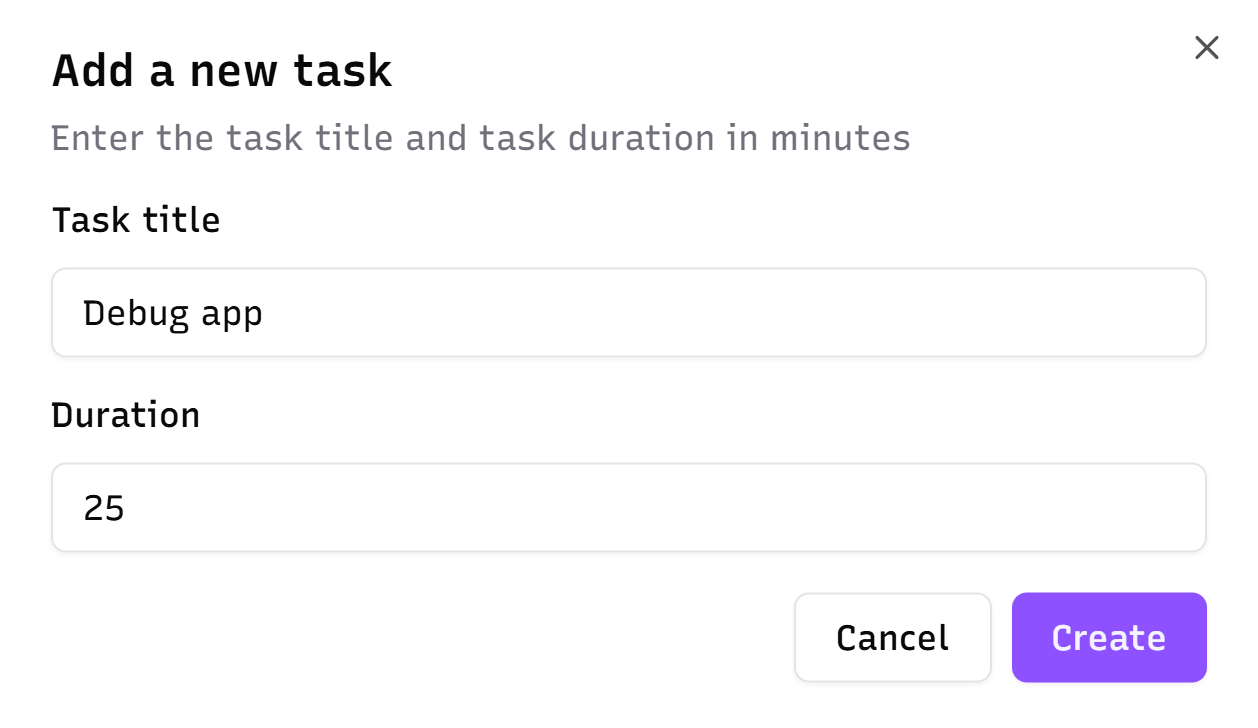 Add a new task
Enter the task title and task duration in minutes
Task title
Debug app
Duration
25
Cancel
Create